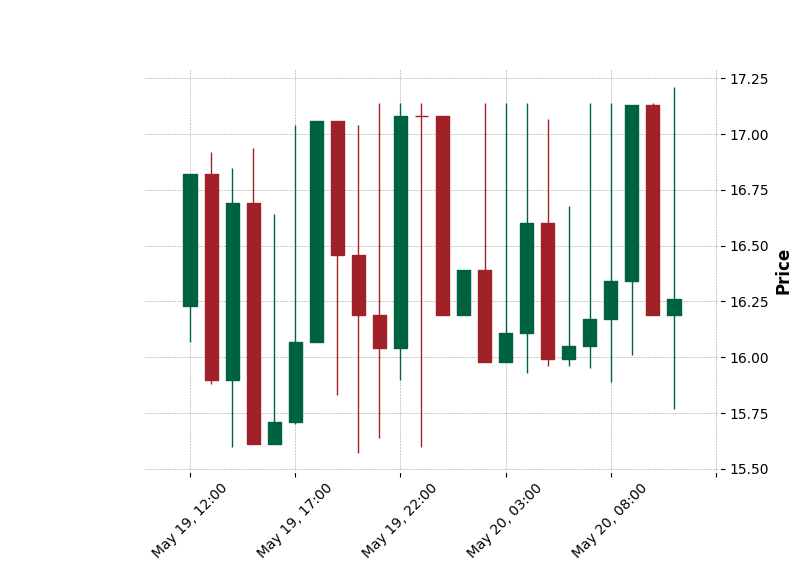 17.25
17.00
16.75
16.50
16.25
16.00
15.75
15.50
Price
May 19, 12:00
May 19, 17:00
May 19, 22:00
May 20, 03:00
May 20, 08:00